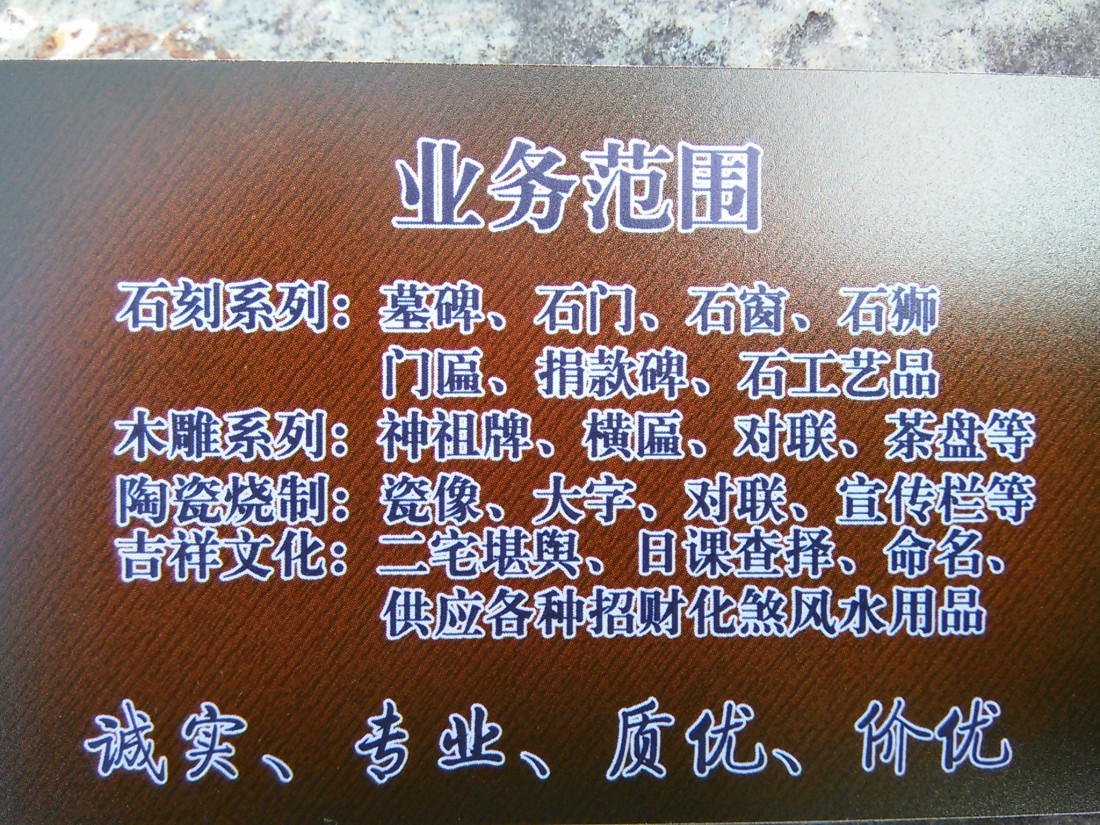 业务范围
石刻系列：墓碑、石门、石窗、石狮
门匾、捐款碑、石工艺品
木雕系列：神祖牌、横匾、对联、茶盘等
陶瓷烧制：瓷像、大字、对联、宣传栏等
吉祥文化：二宅堪舆、日课查择、命名、
供应各种招财化煞风水用品
诚实、专业、质优、价优